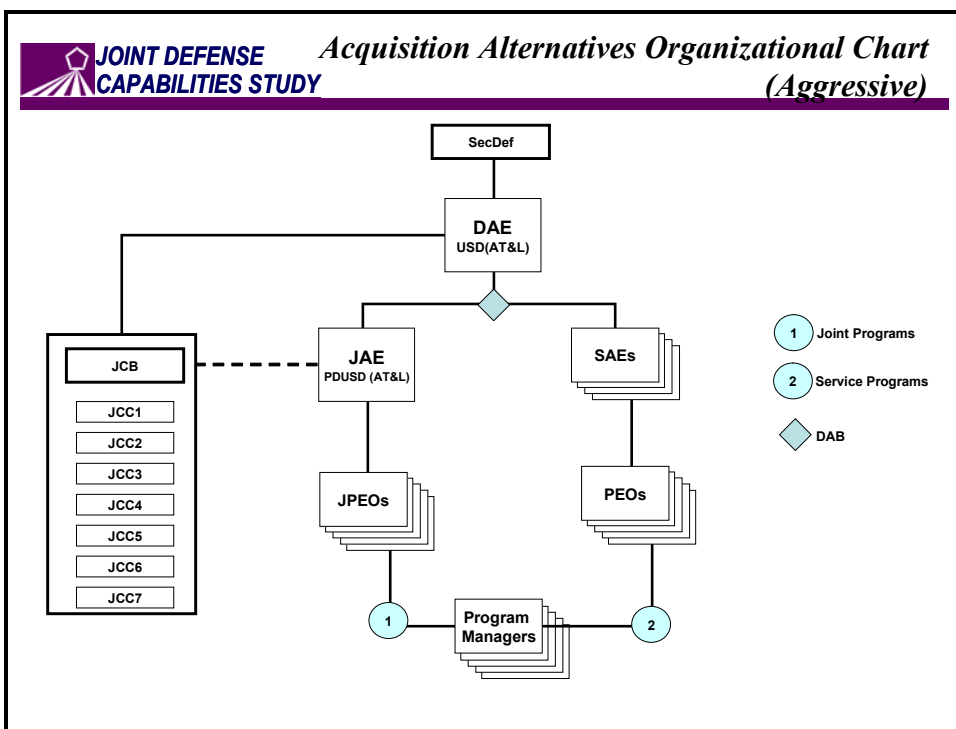 JOINT DEFENSE
CAPABILITIES STUDY
Acquisition Alternatives Organizational Chart
(Aggressive)
SecDef
DAE
USD(AT&L)
JCB
JCC1
JCC2
JCC3
JCC4
JCC5
JCC6
JCC7
JAE
PDUSD (AT&L)
SAEs
JPEOs
PEOs
1
Program
Managers
2
1 Joint Programs
2 Service Programs
DAB